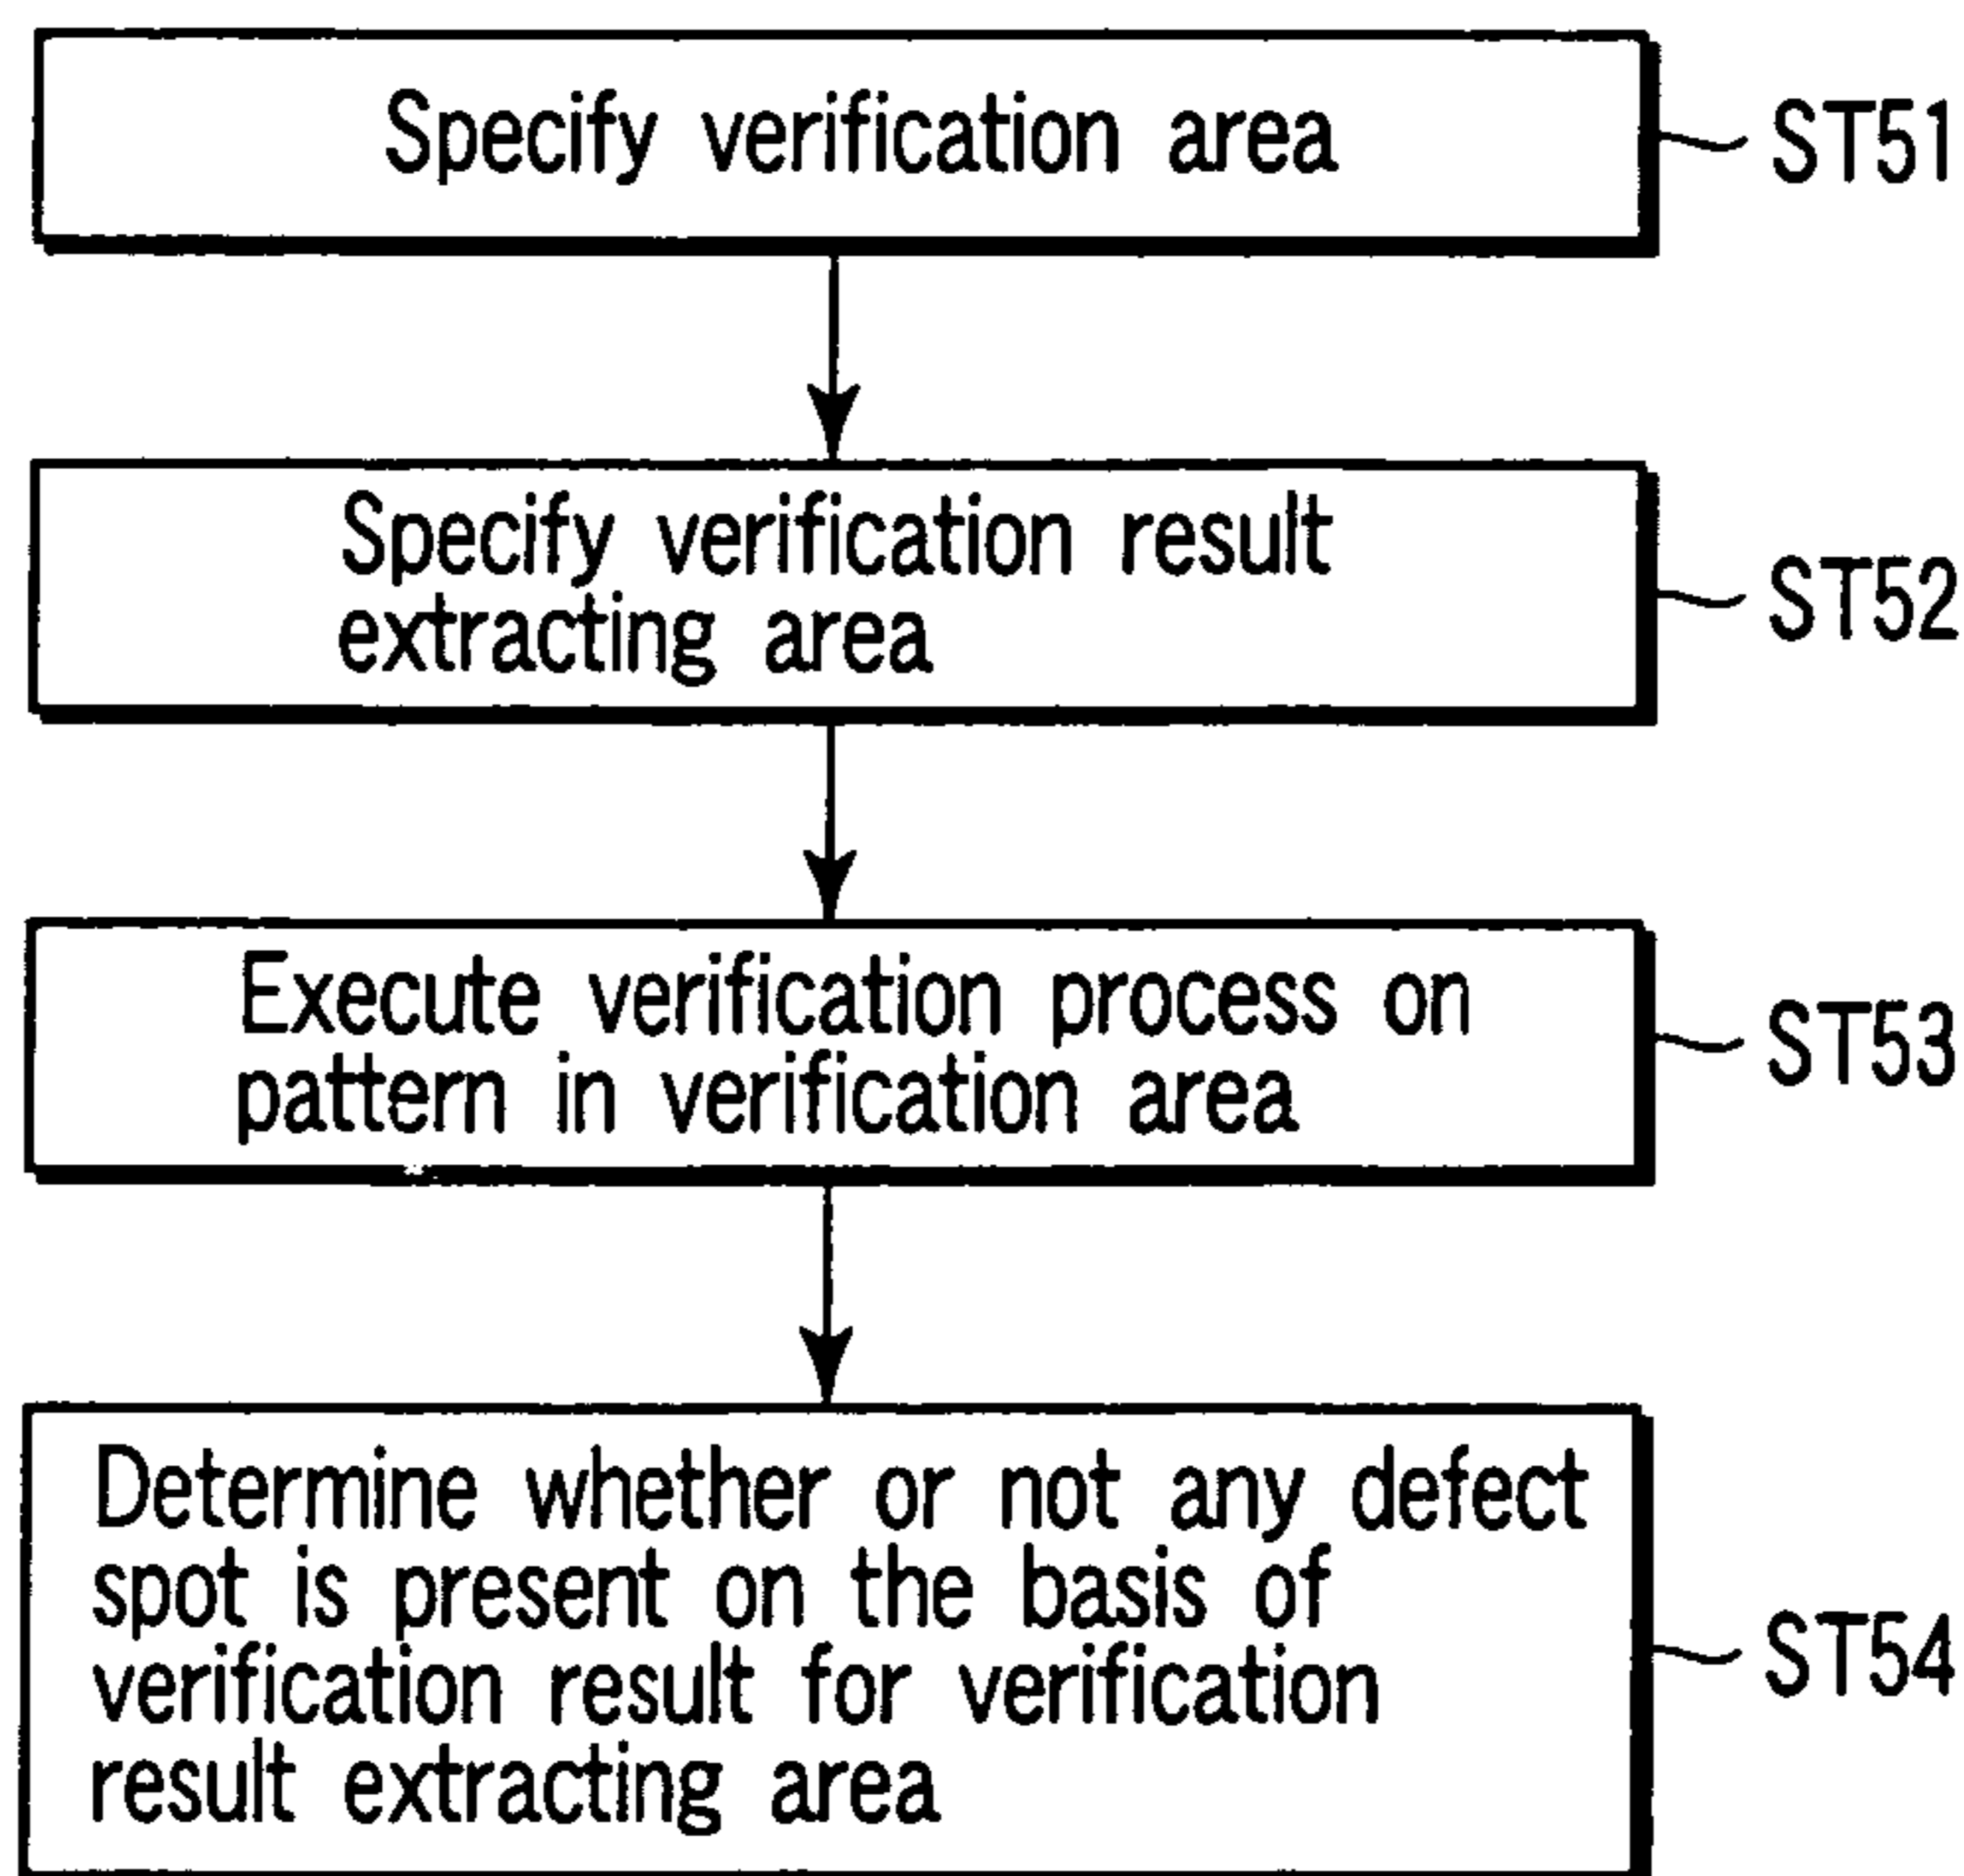 Specify verification area
ST51
Specify verification result
extracting area
ST52
Execute verification process on
pattern in verification area
ST53
Determine whether or not any defect
spot is present on the basis of
verification result for verification
result extracting area
ST54